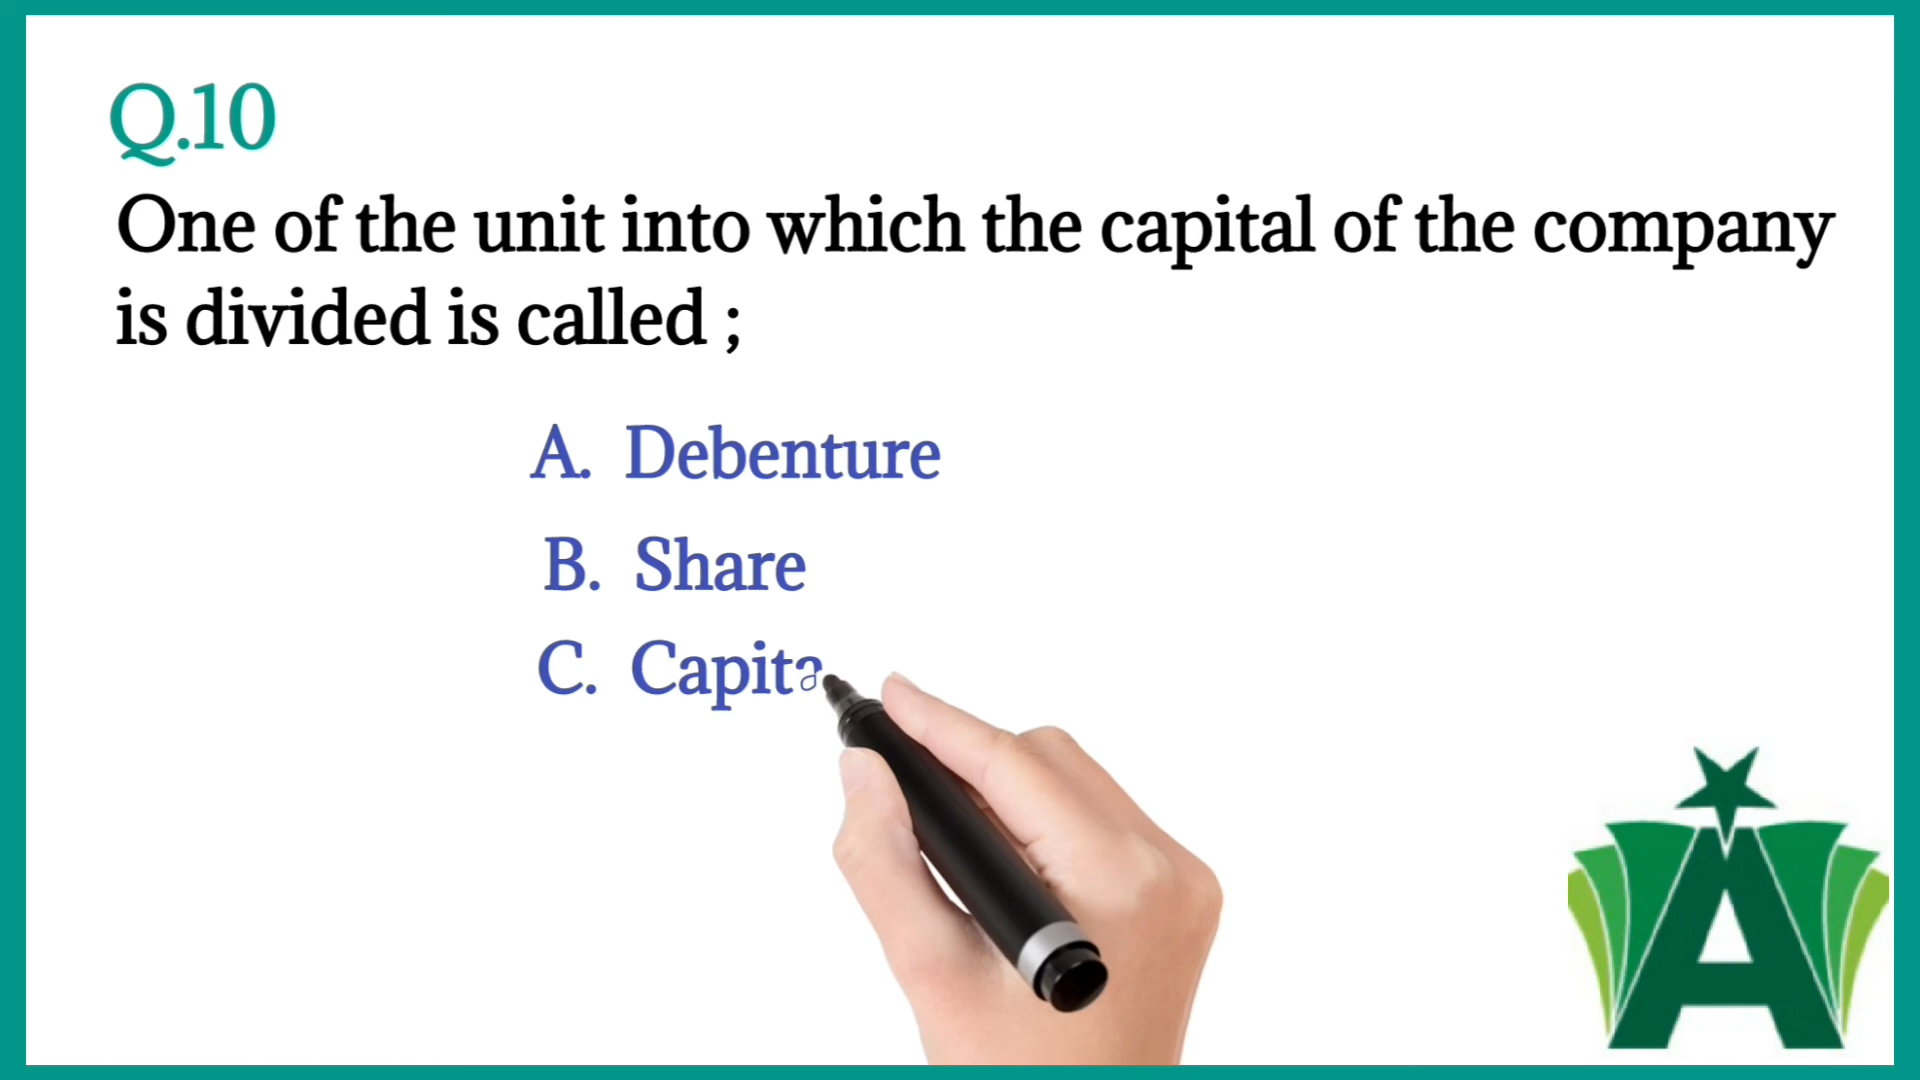 Q.10
One of the unit into which the capital of the company
is divided is called ;
A. Debenture
B. Share
C. Capita
A